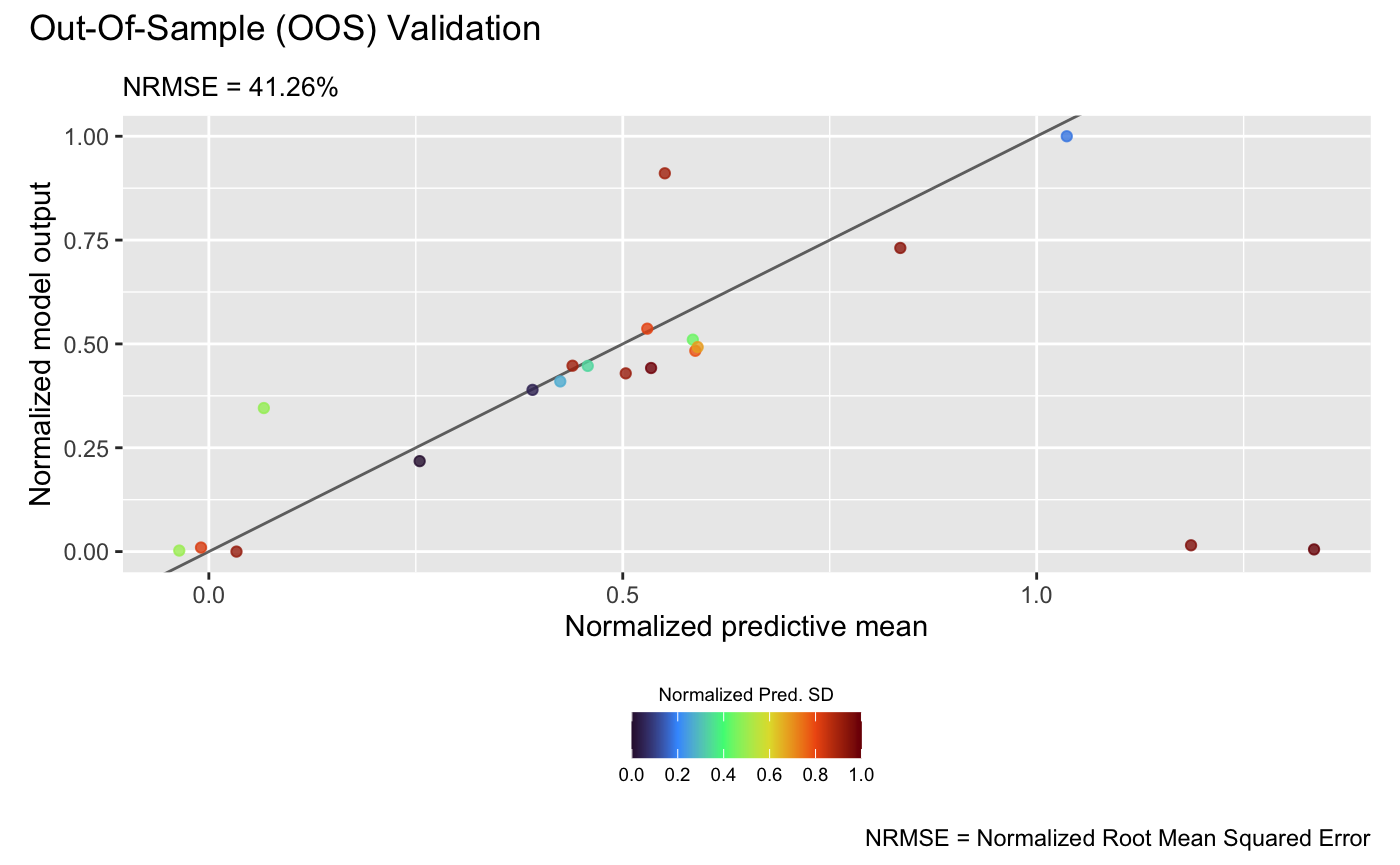 Out-Of-Sample (OOS) Validation
NRMSE = 41.26%
Normalized model output
1.00
0.75
0.50
0.25
0.00
0.0 0.5 1.0
Normalized predictive mean
Normalized Pred. SD
0.0 0.2 0.4 0.6 0.8 1.0
NRMSE = Normalized Root Mean Squared Error